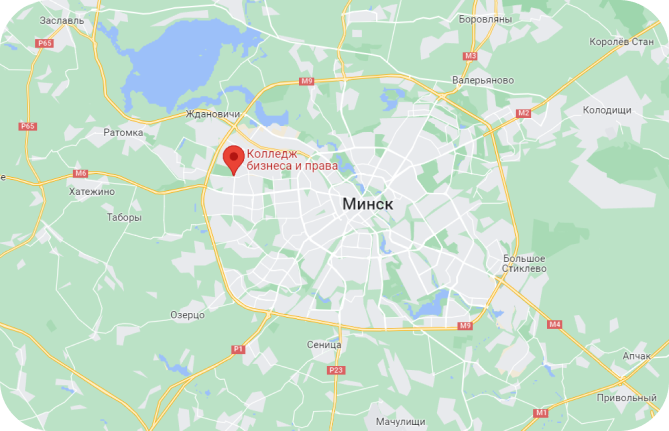 Заславль
Боровляны
P65
Королёв Стан
M3
M9
Валерьяново
Ждановичи
M2
Колодищи
P65
Ратомка
Колледж
бизнеса и права
M6
е
Хатежино
Минск
Таборы
Большое
Стиклево
Озерцо
M9
M4
Сеница
P1
Апчак
P23
Привольный
M1
Мачулищи